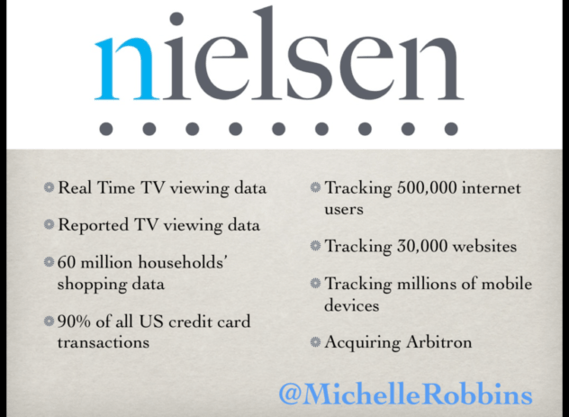 nielsen
Real Time TV viewing data
Reported TV viewing data
60 million households'
shopping data
90% of all US credit card
transactions
Tracking 500,000 internet
users
Tracking 30,000 websites
Tracking millions of mobile
devices
Acquiring Arbitron
@MichelleRobbins